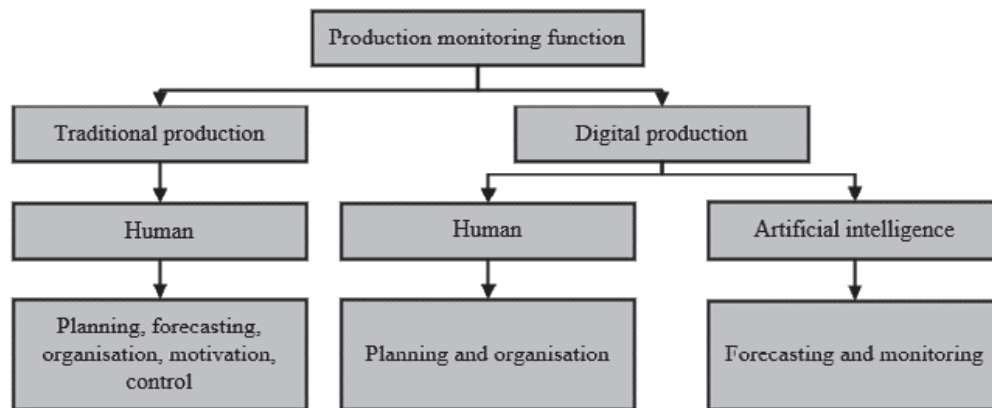 Production monitoring function
Traditional production
Digital production
Human
Human
Artificial intelligence
Planning, forecasting,
organisation, motivation,
control
Planning and organisation
Forecasting and monitoring